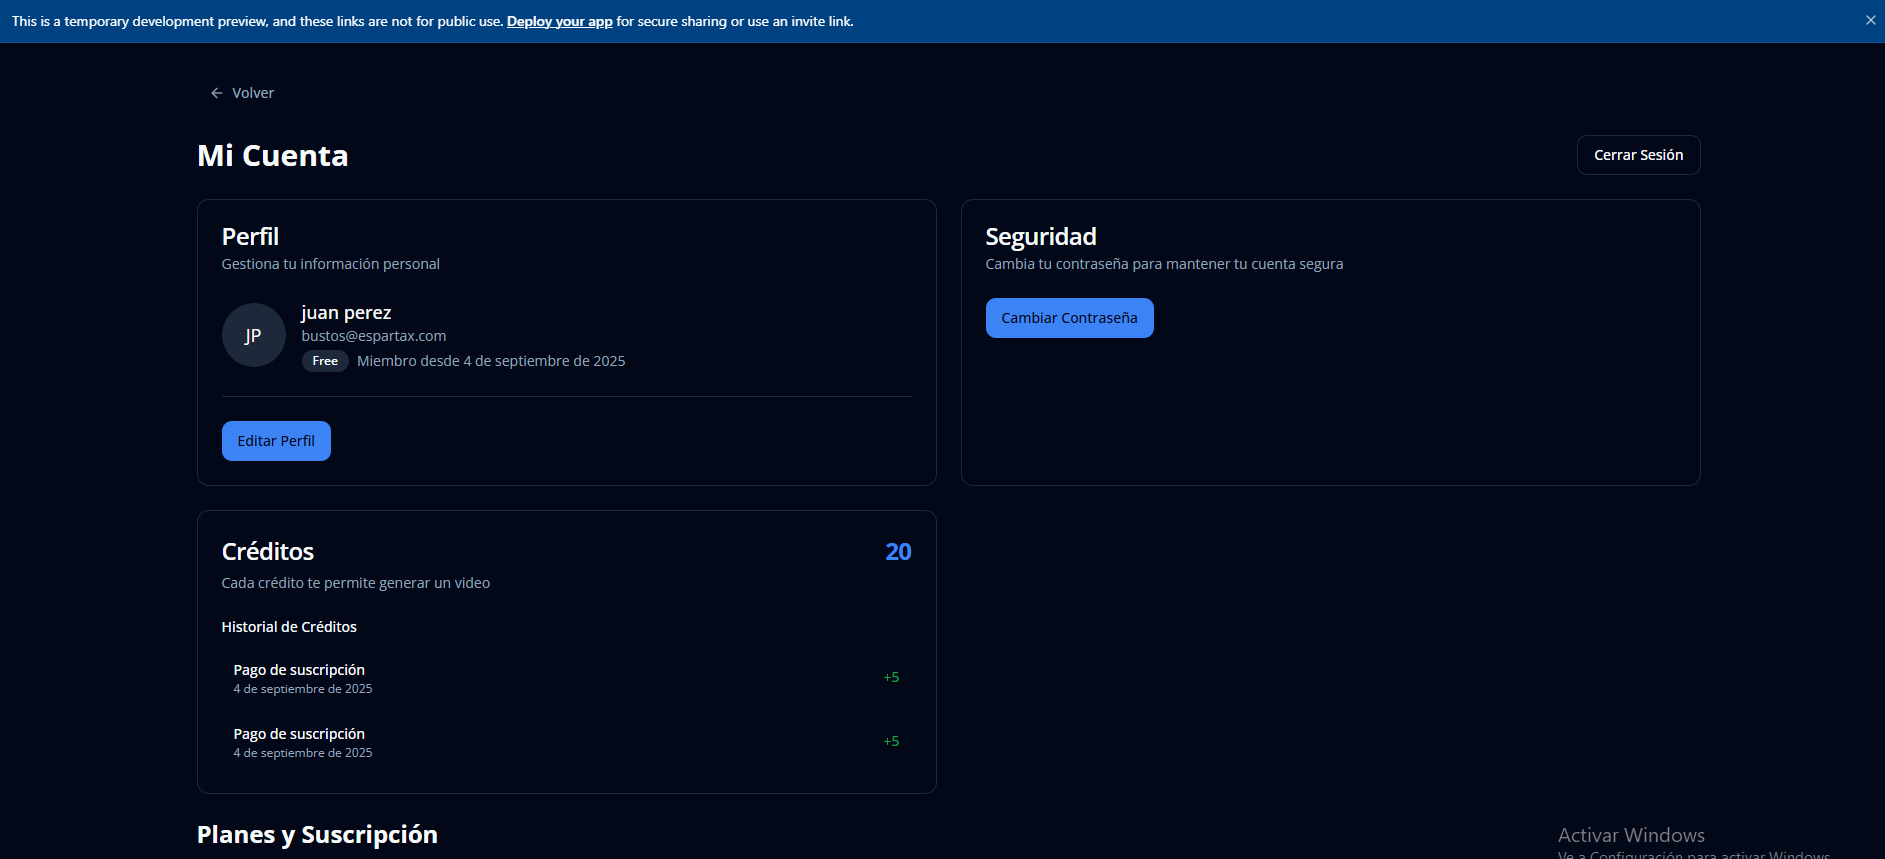 This is a temporary development preview, and these links are not for public use. Deploy your app for secure sharing or use an invite link.
Volver
Mi Cuenta
Cerrar Sesión
Perfil
Gestiona tu información personal
JP
juan perez
bustos@espartax.com
Free Miembro desde 4 de septiembre de 2025
Editar Perfil
Seguridad
Cambia tu contraseña para mantener tu cuenta segura
Cambiar Contraseña
Créditos
20
Cada crédito te permite generar un video
Historial de Créditos
Pago de suscripción
4 de septiembre de 2025
+5
Pago de suscripción
4 de septiembre de 2025
+5
Planes y Suscripción
Activar Windows
Ve a Configuración para activar Windows.